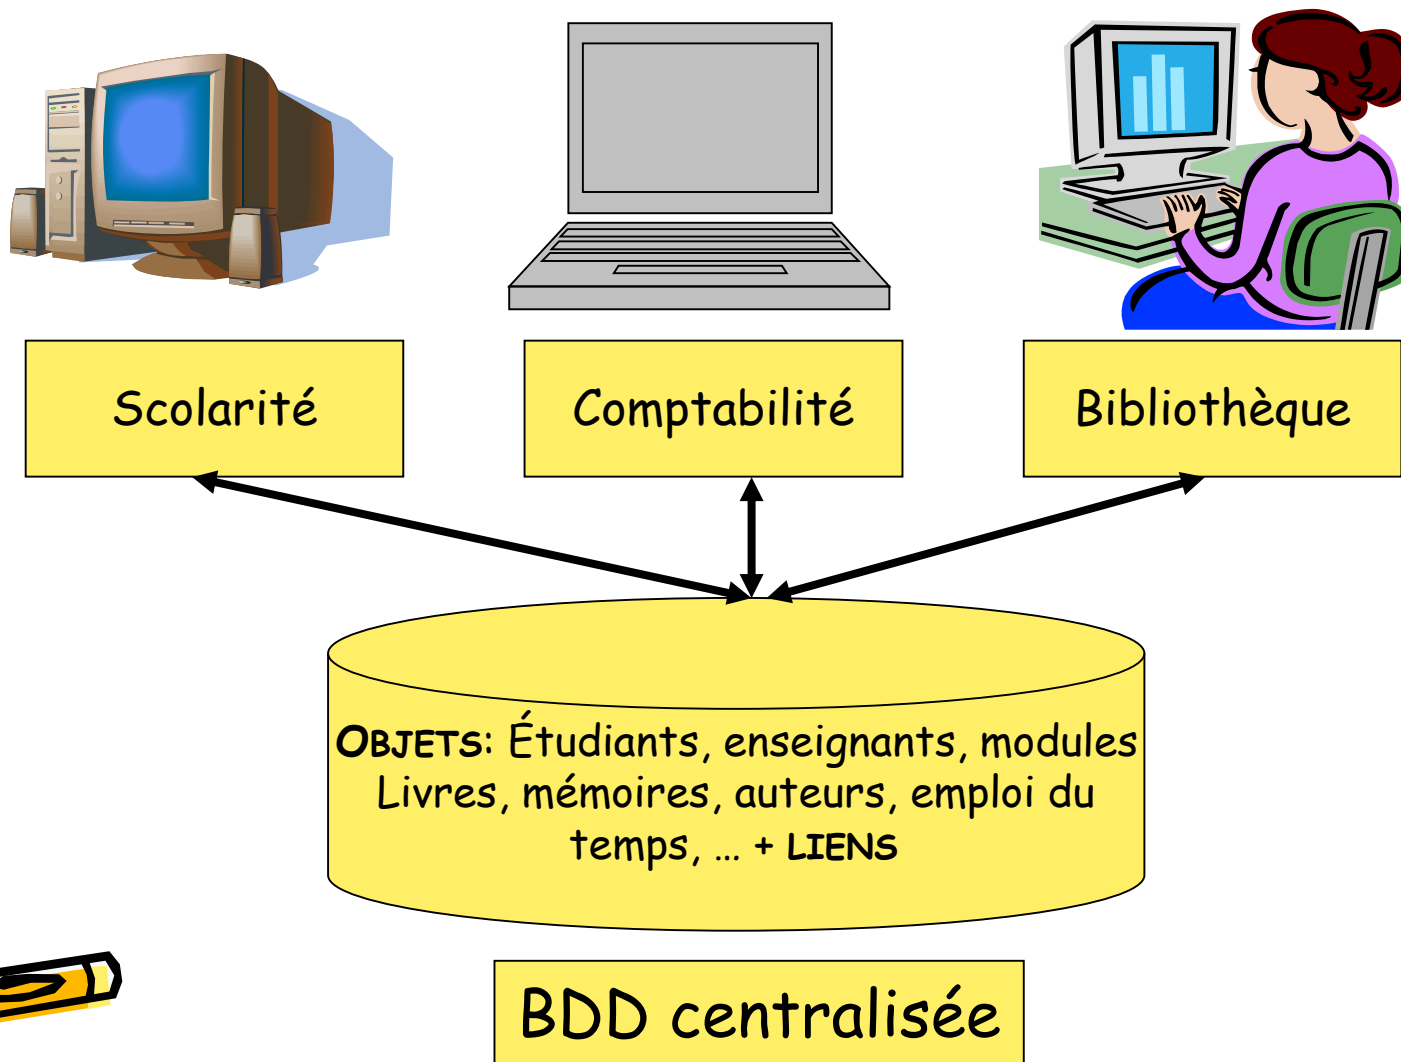 Scolarité
Comptabilité
Bibliothèque
OBJETS: Étudiants, enseignants, modules
Livres, mémoires, auteurs, emploi du
temps, ... + LIENS
BDD centralisée